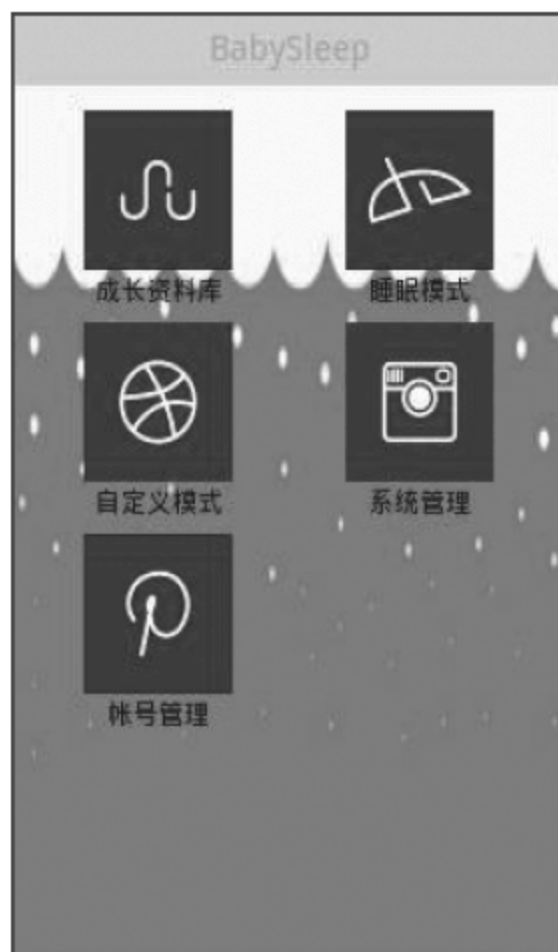 BabySleep
成长资料库
睡眠模式
自定义模式
系统管理
帐号管理